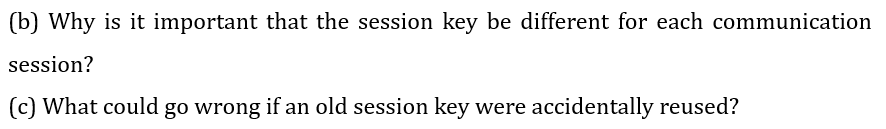 (b) Why is it important that the session key be different for each communication
session?
(c) What could go wrong if an old session key were accidentally reused?